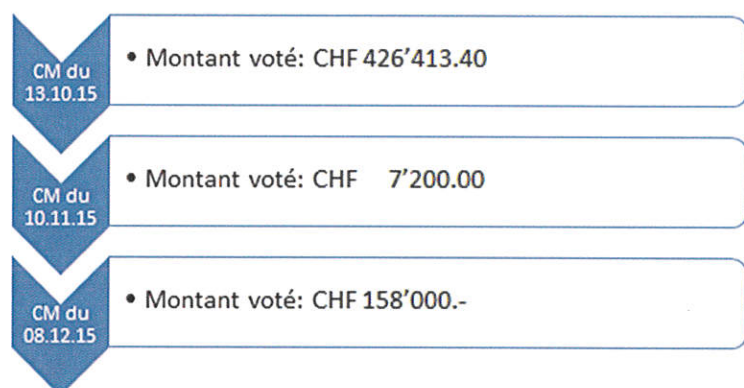 CM du
13.10.15
• Montant voté: CHF 426’413.40
CM du
10.11.15
• Montant voté: CHF 7’200.00
CM du
08.12.15
• Montant voté: CHF 158’000.-